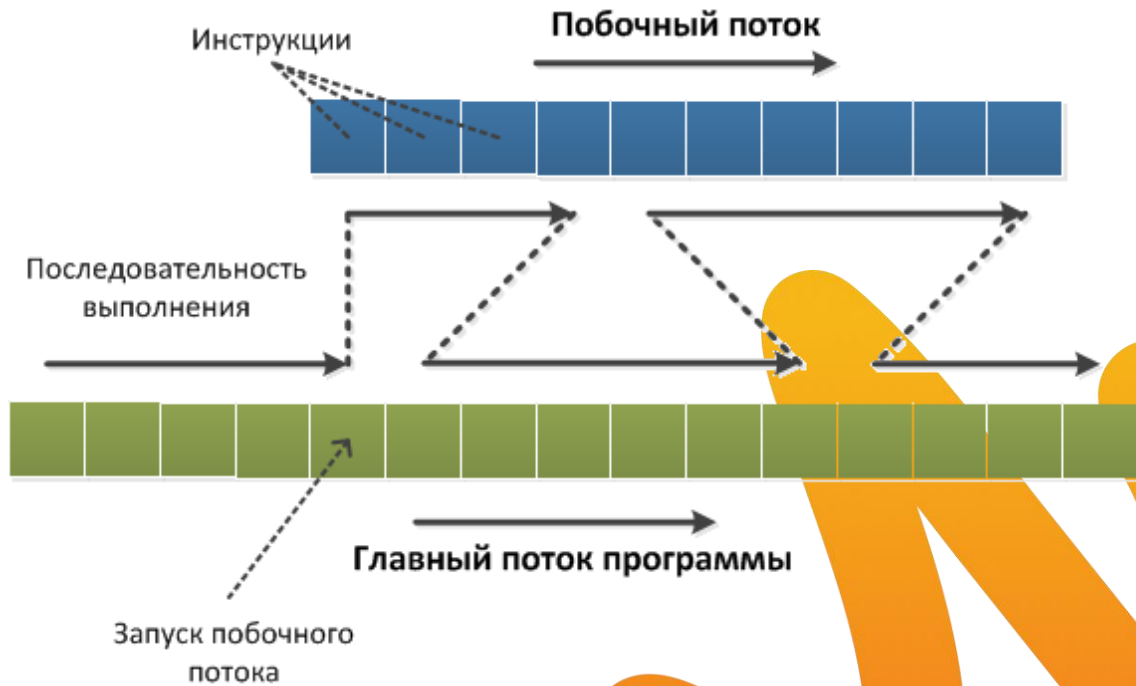 Побочный поток
Инструкции
Последовательность
выполнения
Главный поток программы
Запуск побочного
потока